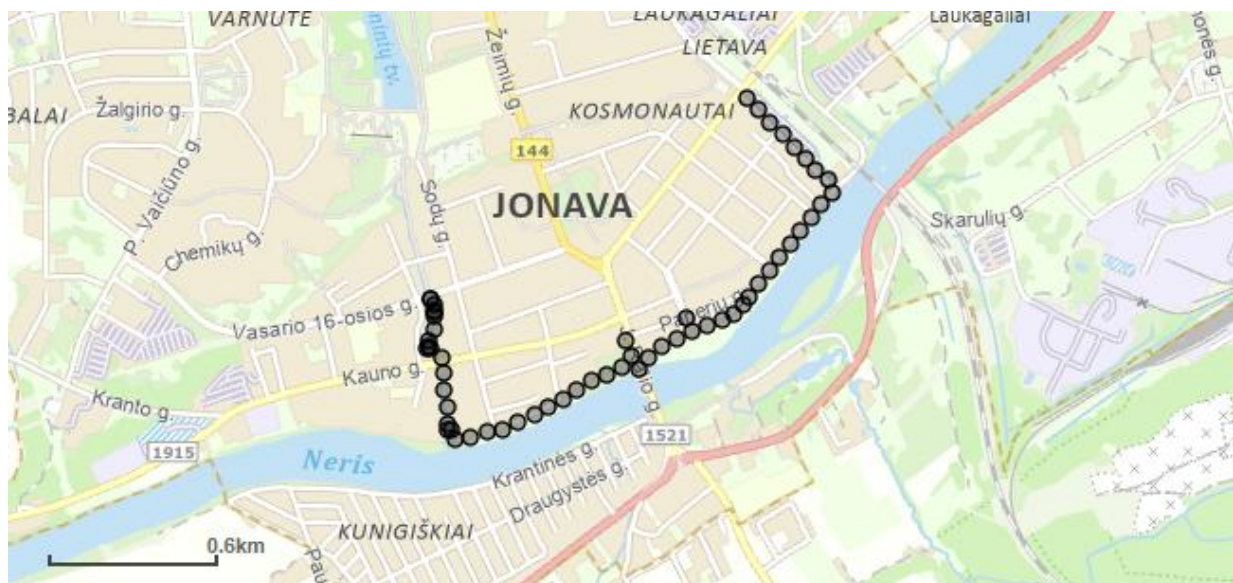 VARNUTĖ
LAUKAGALIAI
Laukagaliai
LIETAVA
Žeimių g.
KOSMONAUTAI
BALAI
Žalgirio g.
144
P. Vaičiūno g.
Sodų g.
JONAVA
Skarulių g.
Chemikų g.
Vasario 16-osios g.
Kauno g.
Kranto g.
1915
Neris
1521
Krantinės g.
Draugystės g.
KUNIGIŠKIAI
0.6km